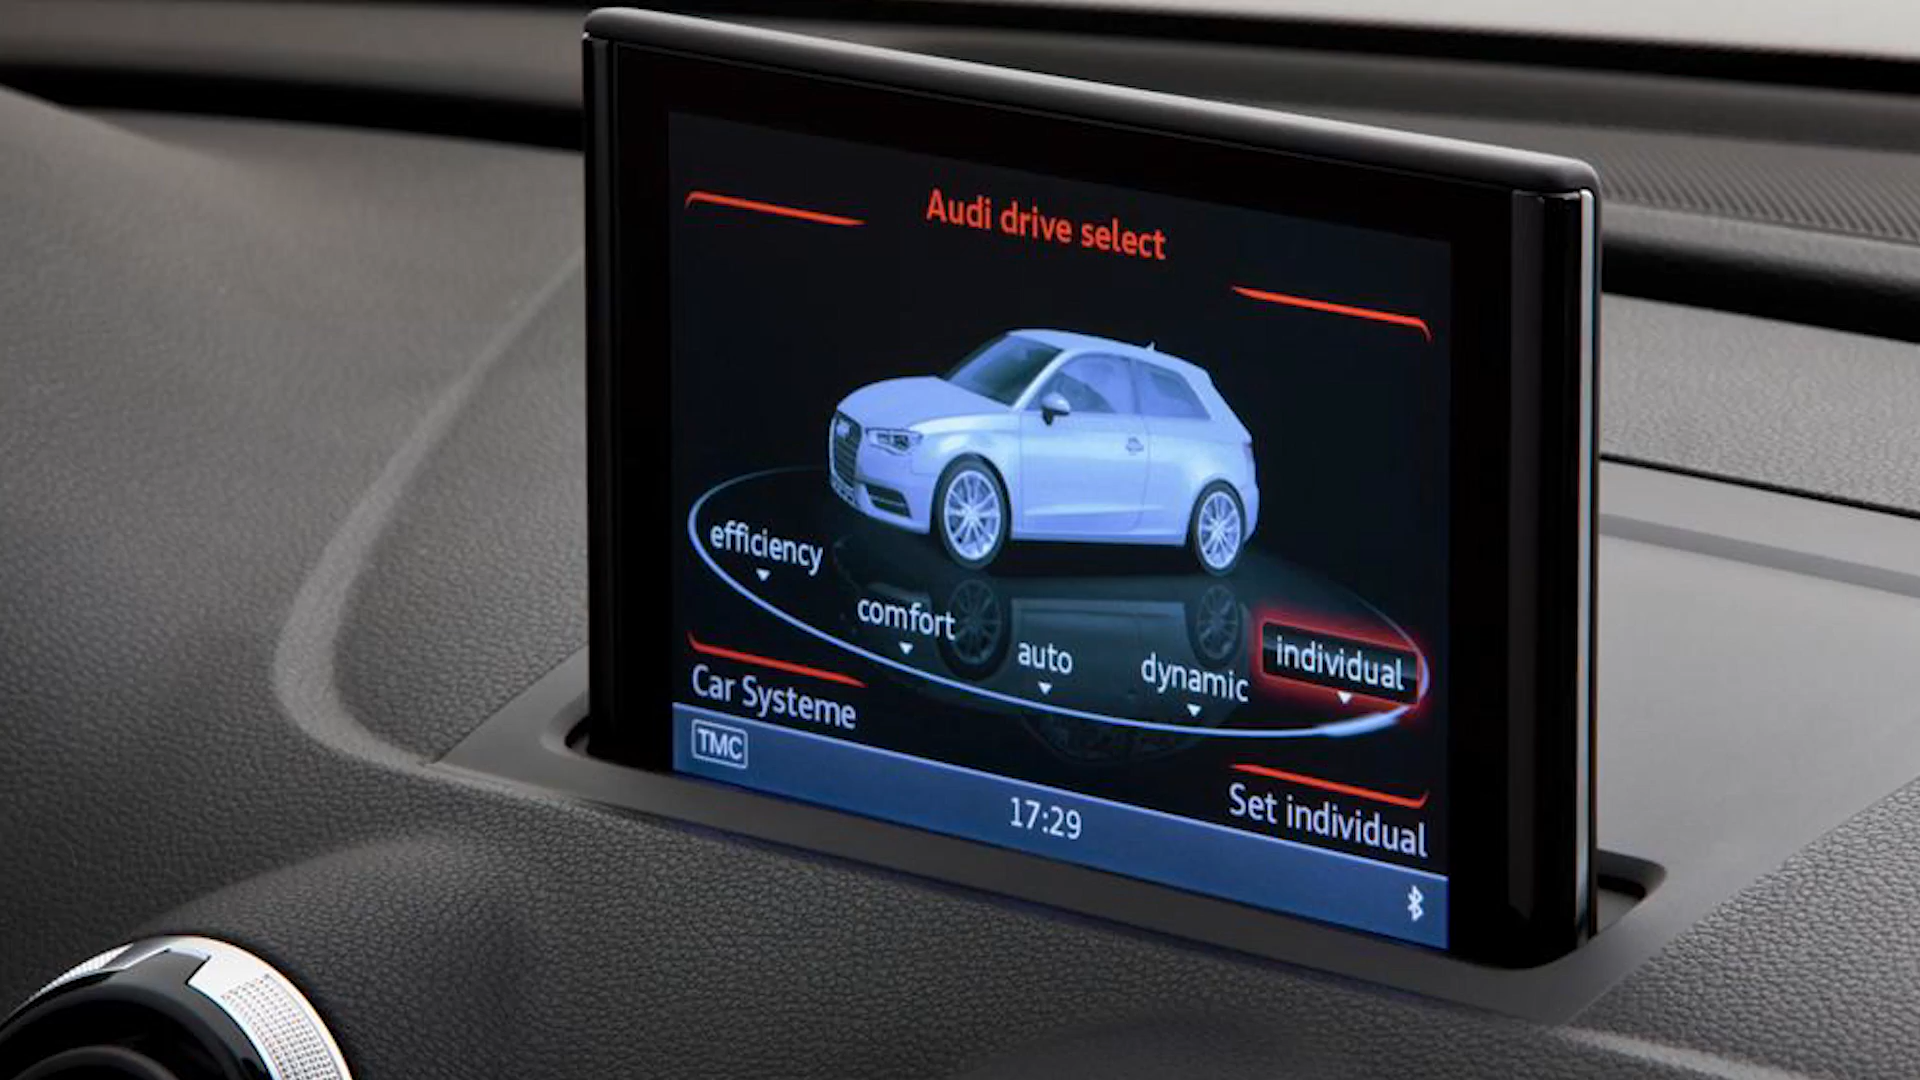 Audi drive select
efficiency
comfort
auto
dynamic
individual
Car Systeme
Set individual
TMC
17:29